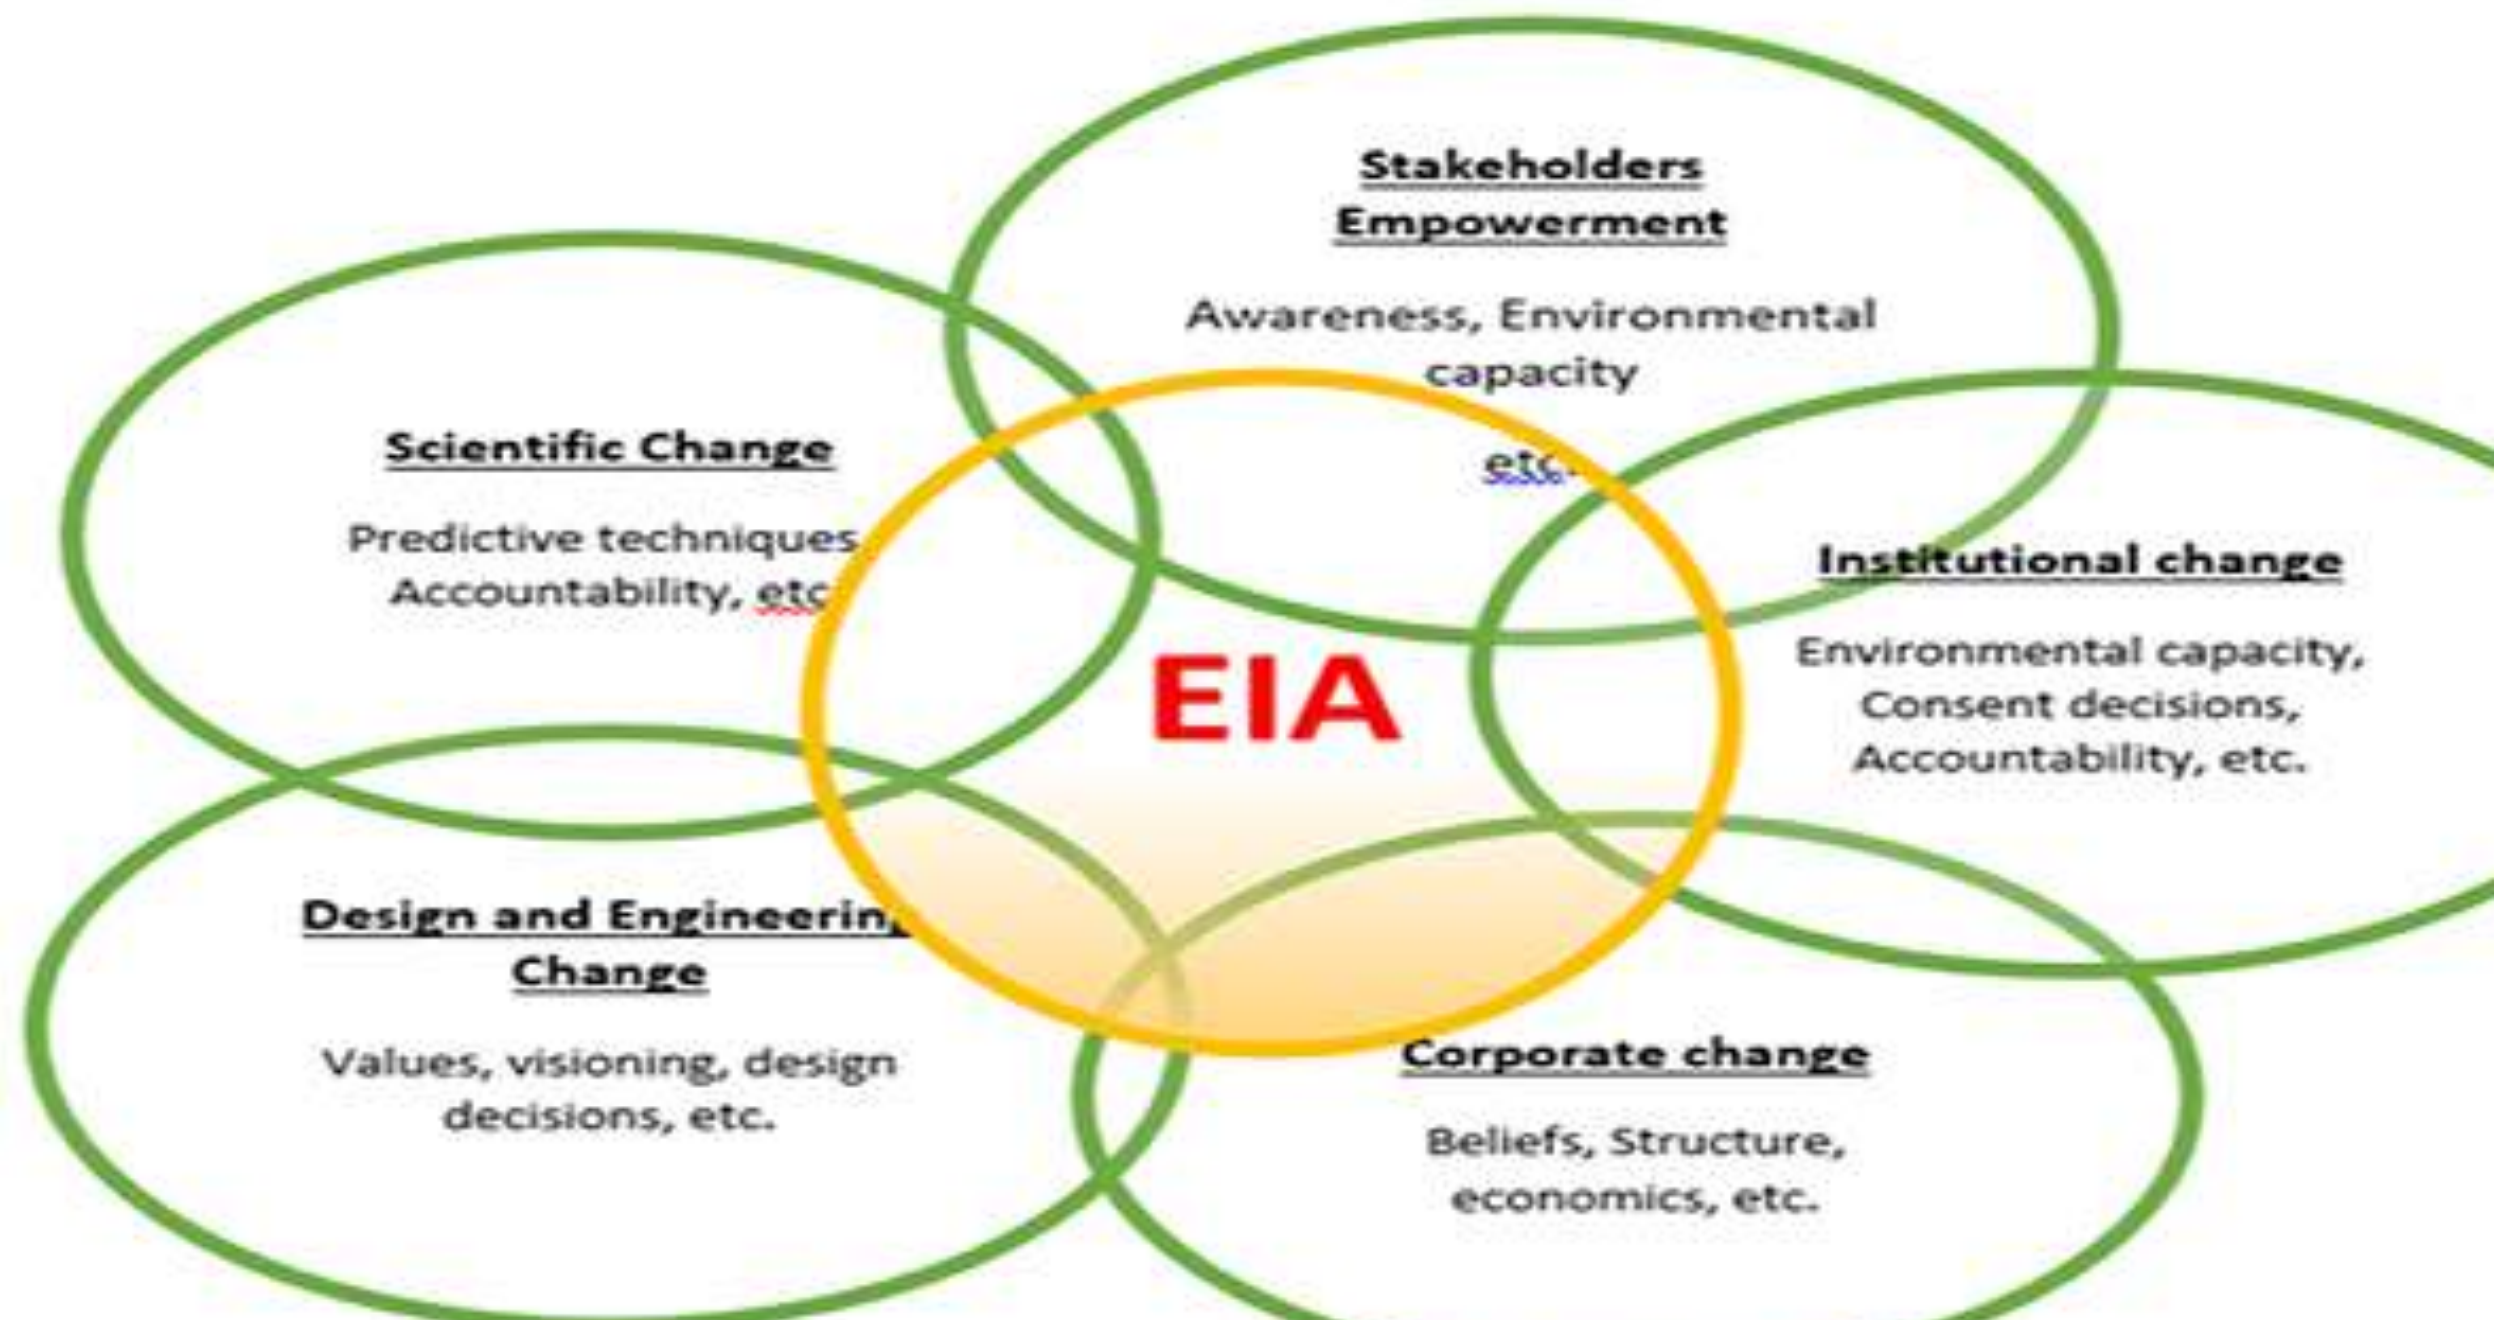 Stakeholders
Empowerment
Awareness, Environmental
capacity
etc.
Scientific Change
Predictive techniques
Accountability, etc
EIA
Institutional change
Environmental capacity,
Consent decisions,
Accountability, etc.
Design and Engineering
Change
Values, visioning, design
decisions, etc.
Corporate change
Beliefs, Structure,
economics, etc.